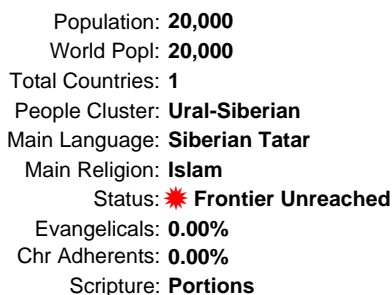 Population: 20,000
World Popl: 20,000
Total Countries: 1
People Cluster: Ural-Siberian
Main Language: Siberian Tatar
Main Religion: Islam
Status: Frontier Unreached
Evangelicals: 0.00%
Chr Adherents: 0.00%
Scripture: Portions